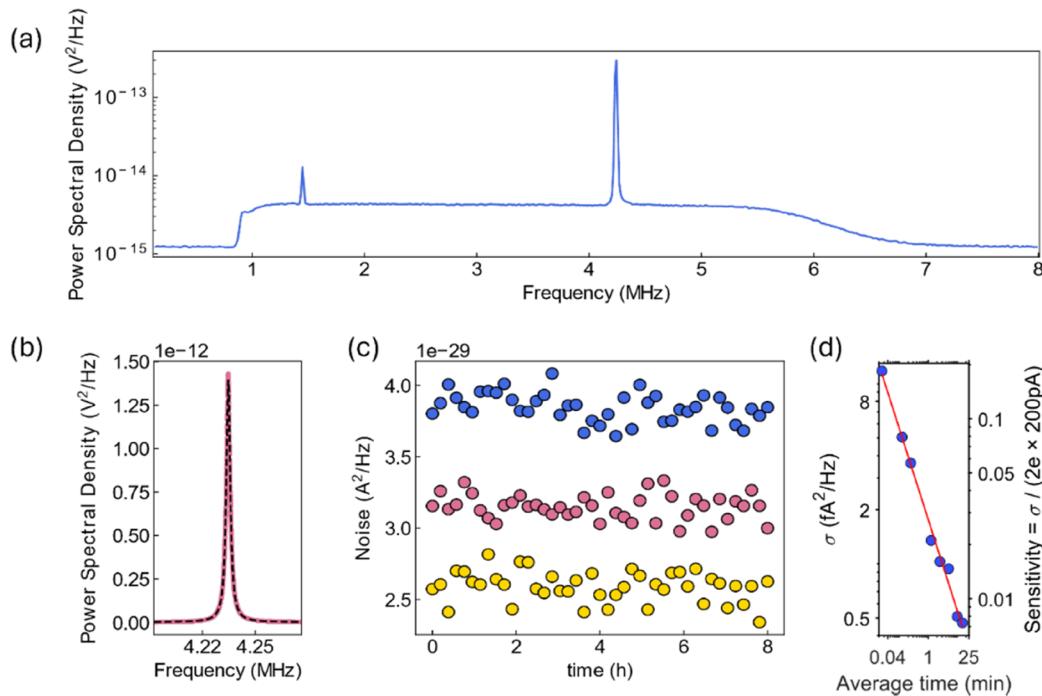 (a)
Power Spectral Density (V²/Hz)
10⁻¹³
10⁻¹⁴
10⁻¹⁵
1 2 3 4 5 6 7 8
Frequency (MHz)
(b)
1e−12
Power Spectral Density (V²/Hz)
1.50
1.25
1.00
0.75
0.50
0.25
0.00
4.22 4.25
Frequency (MHz)
(c)
1e−29
Noise (A²/Hz)
4.0
3.5
3.0
2.5
0 2 4 6 8
time (h)
(d)
σ (fA²/Hz)
8
2
0.5
0.04 1 25
Average time (min)
0.1
0.05
0.01
Sensitivity = σ / (2e × 200pA)